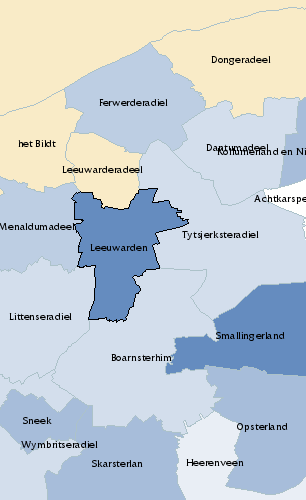 Dongeradeel
Ferwerderadiel
het Bildt
Dantumadeel
Kollumerland en Ni
Leeuwarderadeel
Achtkarspe
Menaldumadeel
Tytsjerksteradiel
Leeuwarden
Littenseradiel
Smallingerland
Boarnsterhim
Sneek
Opsterland
Wymbritseradiel
Skarsterlan
Heerenveen